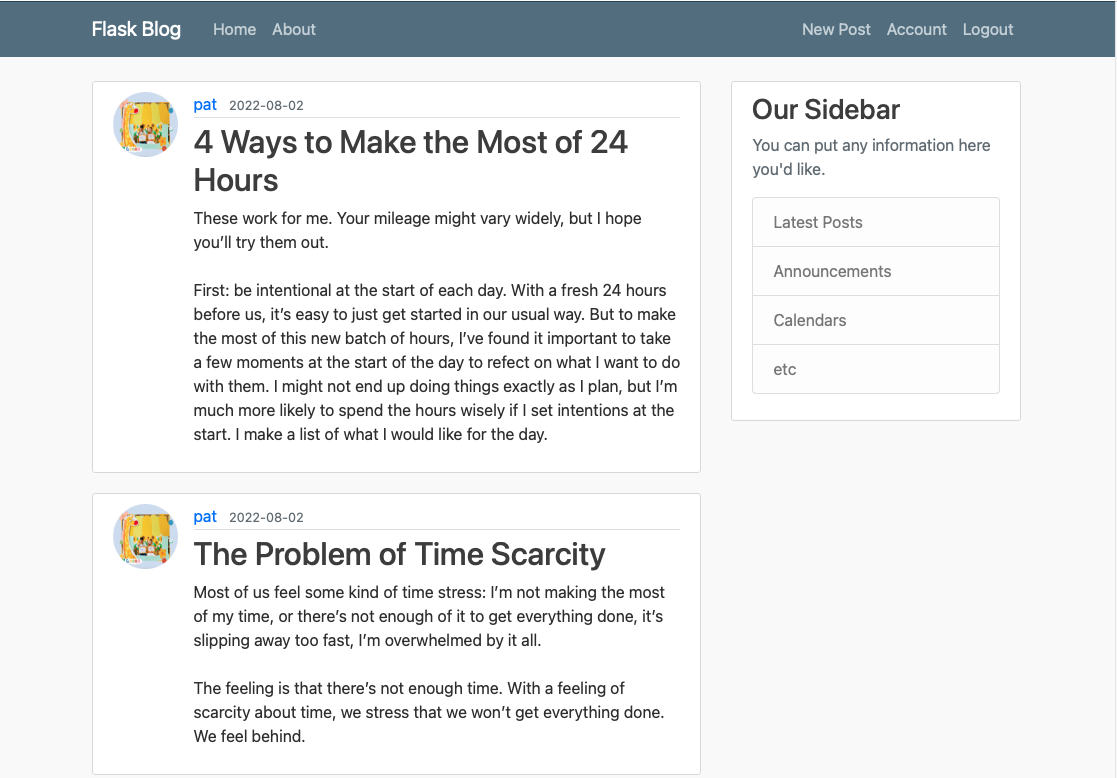 Flask Blog Home About New Post Account Logout
pat 2022-08-02
4 Ways to Make the Most of 24
Hours
These work for me. Your mileage might vary widely, but I hope
you’ll try them out.
First: be intentional at the start of each day. With a fresh 24 hours
before us, it’s easy to just get started in our usual way. But to make
the most of this new batch of hours, I’ve found it important to take
a few moments at the start of the day to refect on what I want to do
with them. I might not end up doing things exactly as I plan, but I’m
much more likely to spend the hours wisely if I set intentions at the
start. I make a list of what I would like for the day.
pat 2022-08-02
The Problem of Time Scarcity
Most of us feel some kind of time stress: I’m not making the most
of my time, or there’s not enough of it to get everything done, it’s
slipping away too fast, I’m overwhelmed by it all.
The feeling is that there’s not enough time. With a feeling of
scarcity about time, we stress that we won’t get everything done.
We feel behind.
Our Sidebar
You can put any information here
you'd like.
Latest Posts
Announcements
Calendars
etc